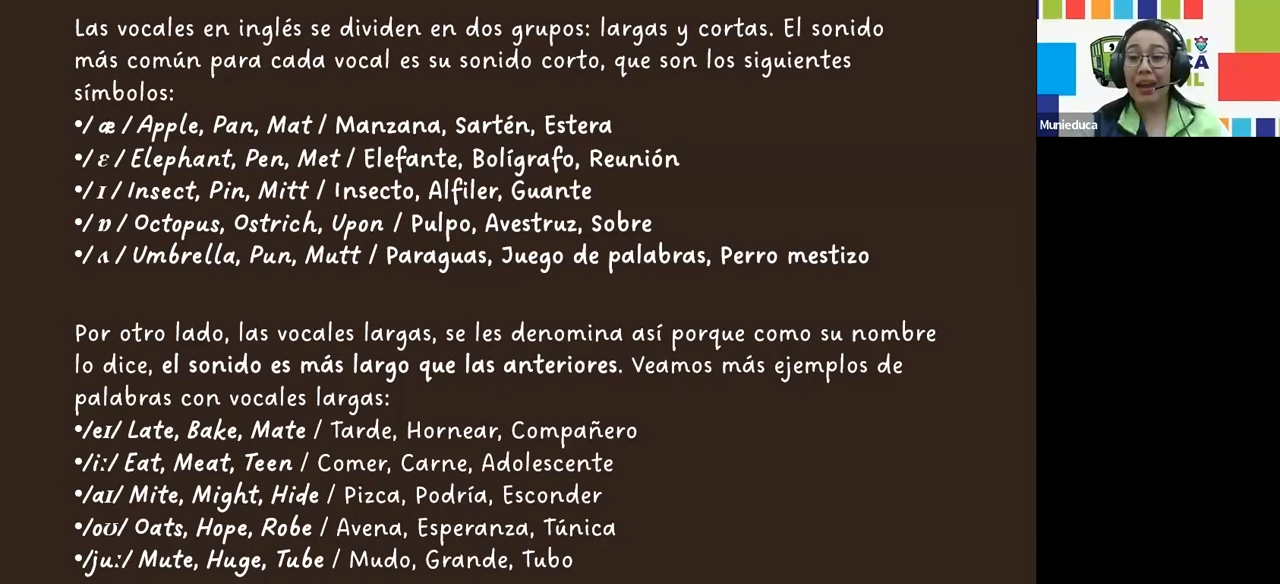 Las vocales en inglés se dividen en dos grupos: largas y cortas. El sonido
más común para cada vocal es su sonido corto, que son los siguientes
símbolos:
•/ æ / Apple, Pan, Mat / Manzana, Sartén, Estera
•/ ɛ / Elephant, Pen, Met / Elefante, Bolígrafo, Reunión
•/ ɪ / Insect, Pin, Mitt / Insecto, Alfiler, Guante
•/ ɒ / Octopus, Ostrich, Upon / Pulpo, Avestruz, Sobre
•/ ʌ / Umbrella, Pun, Mutt / Paraguas, Juego de palabras, Perro mestizo
Por otro lado, las vocales largas, se les denomina así porque como su nombre
lo dice, el sonido es más largo que las anteriores. Veamos más ejemplos de
palabras con vocales largas:
•/eɪ/ Late, Bake, Mate / Tarde, Hornear, Compañero
•/i:/ Eat, Meat, Teen / Comer, Carne, Adolescente
•/aɪ/ Mite, Might, Hide / Pizca, Podría, Esconder
•/oʊ/ Oats, Hope, Robe / Avena, Esperanza, Túnica
•/ju:/ Mute, Huge, Tube / Mudo, Grande, Tubo
Munieduca